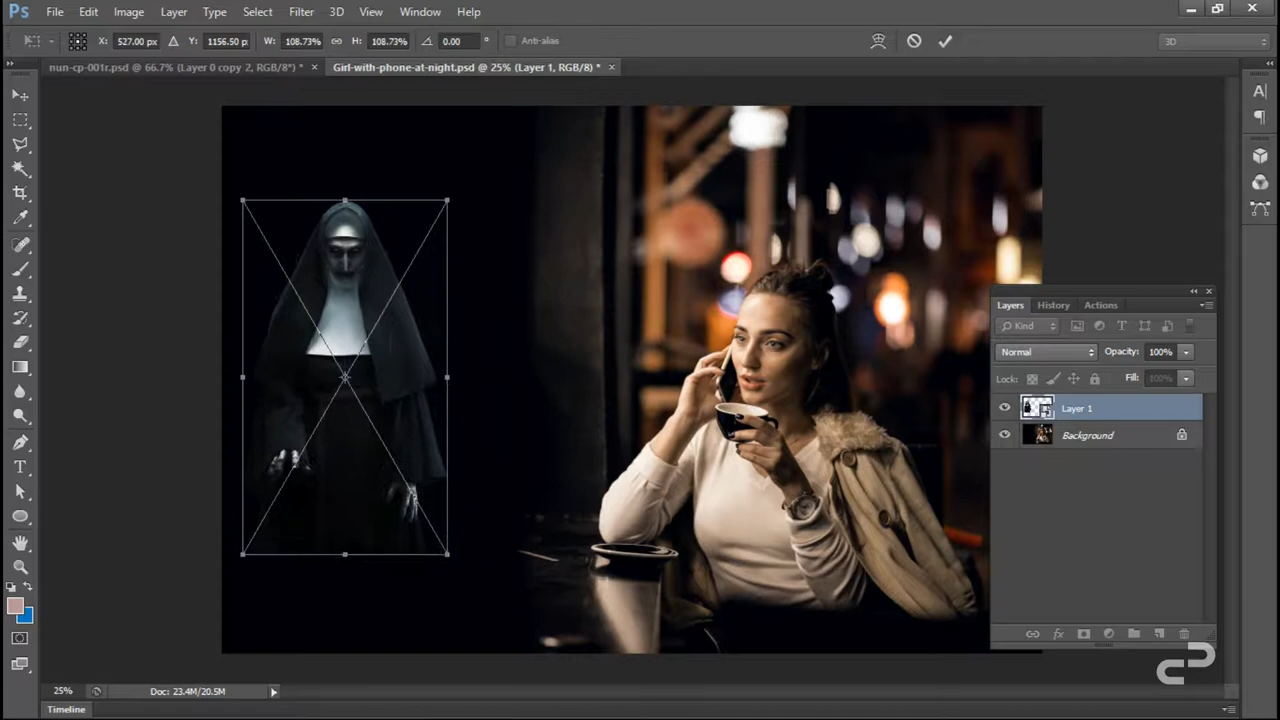 Ps File Edit Image Layer Type Select Filter 3D View Window Help
X: 527.00 px Y: 1156.50 p W: 108.73% H: 108.73% 0.00 ° Anti-alias 3D
nun-cp-001r.psd @ 66.7% (Layer 0 copy 2, RGB/8*) * × Girl-with-phone-at-night.psd @ 25% (Layer 1, RGB/8) * ×
Layers History Actions
Kind
Normal Opacity: 100%
Lock: Fill: 100%
Layer 1
Background
25% Doc: 23.4M/20.5M
Timeline